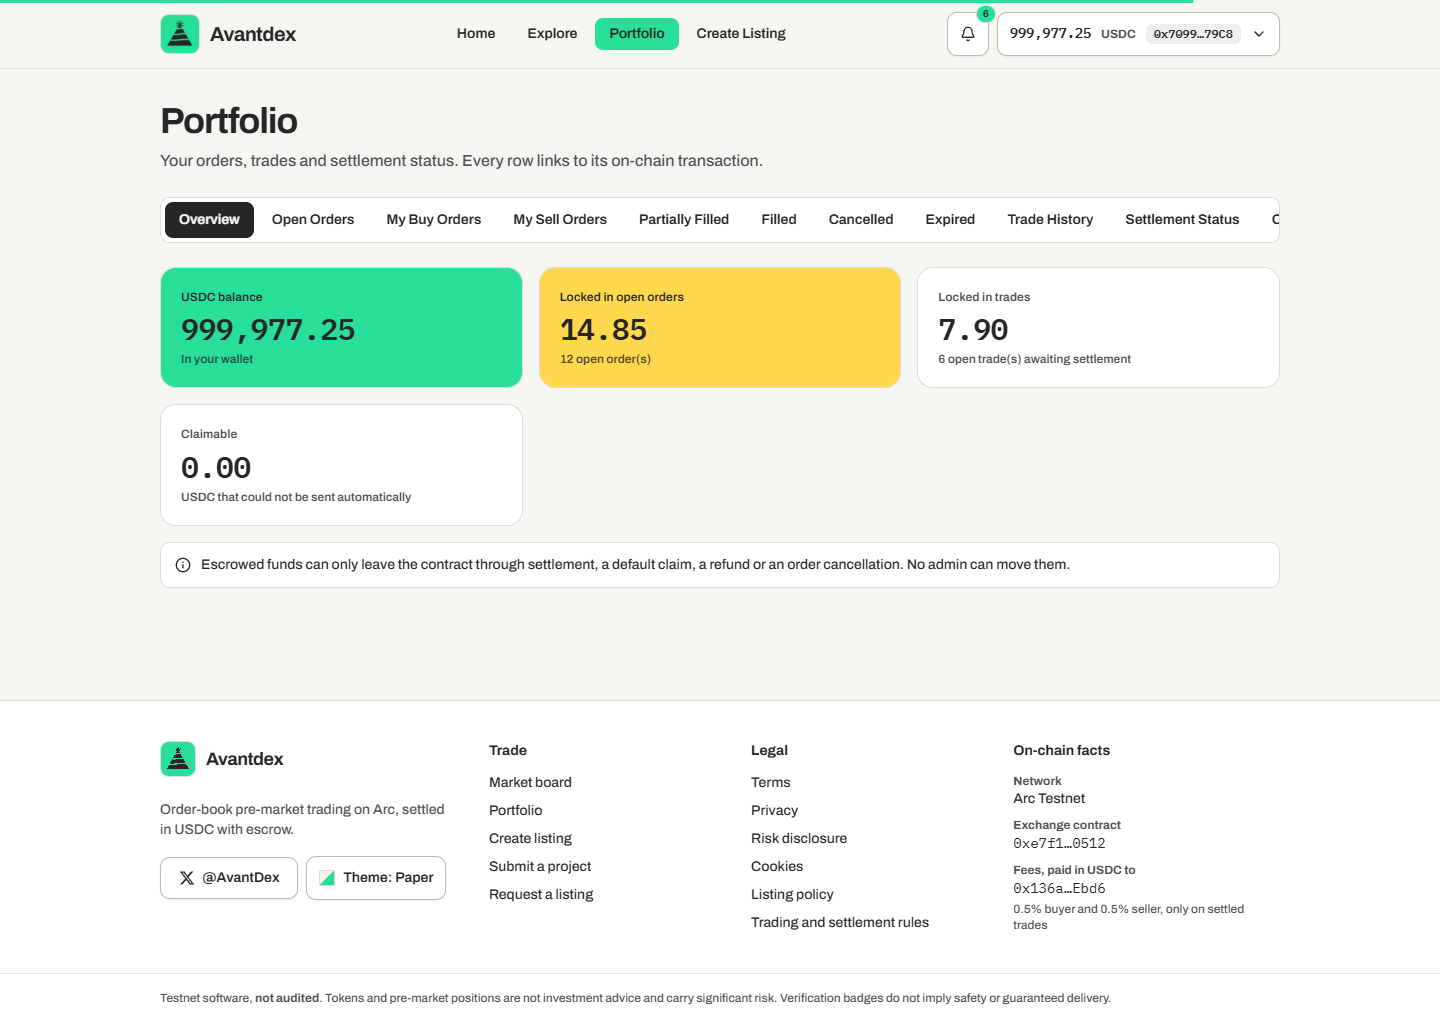 Avantdex
Home
Explore
Portfolio
Create Listing
6
999,977.25 USDC 0x7099…79C8
Portfolio
Your orders, trades and settlement status. Every row links to its on-chain transaction.
Overview
Open Orders
My Buy Orders
My Sell Orders
Partially Filled
Filled
Cancelled
Expired
Trade History
Settlement Status
USDC balance
999,977.25
In your wallet
Locked in open orders
14.85
12 open order(s)
Locked in trades
7.90
6 open trade(s) awaiting settlement
Claimable
0.00
USDC that could not be sent automatically
Escrowed funds can only leave the contract through settlement, a default claim, a refund or an order cancellation. No admin can move them.
Avantdex
Order-book pre-market trading on Arc, settled
in USDC with escrow.
@AvantDex
Theme: Paper
Trade
Market board
Portfolio
Create listing
Submit a project
Request a listing
Legal
Terms
Privacy
Risk disclosure
Cookies
Listing policy
Trading and settlement rules
On-chain facts
Network
Arc Testnet
Exchange contract
0xe7f1…0512
Fees, paid in USDC to
0x136a…Ebd6
0.5% buyer and 0.5% seller, only on settled
trades
Testnet software, not audited. Tokens and pre-market positions are not investment advice and carry significant risk. Verification badges do not imply safety or guaranteed delivery.